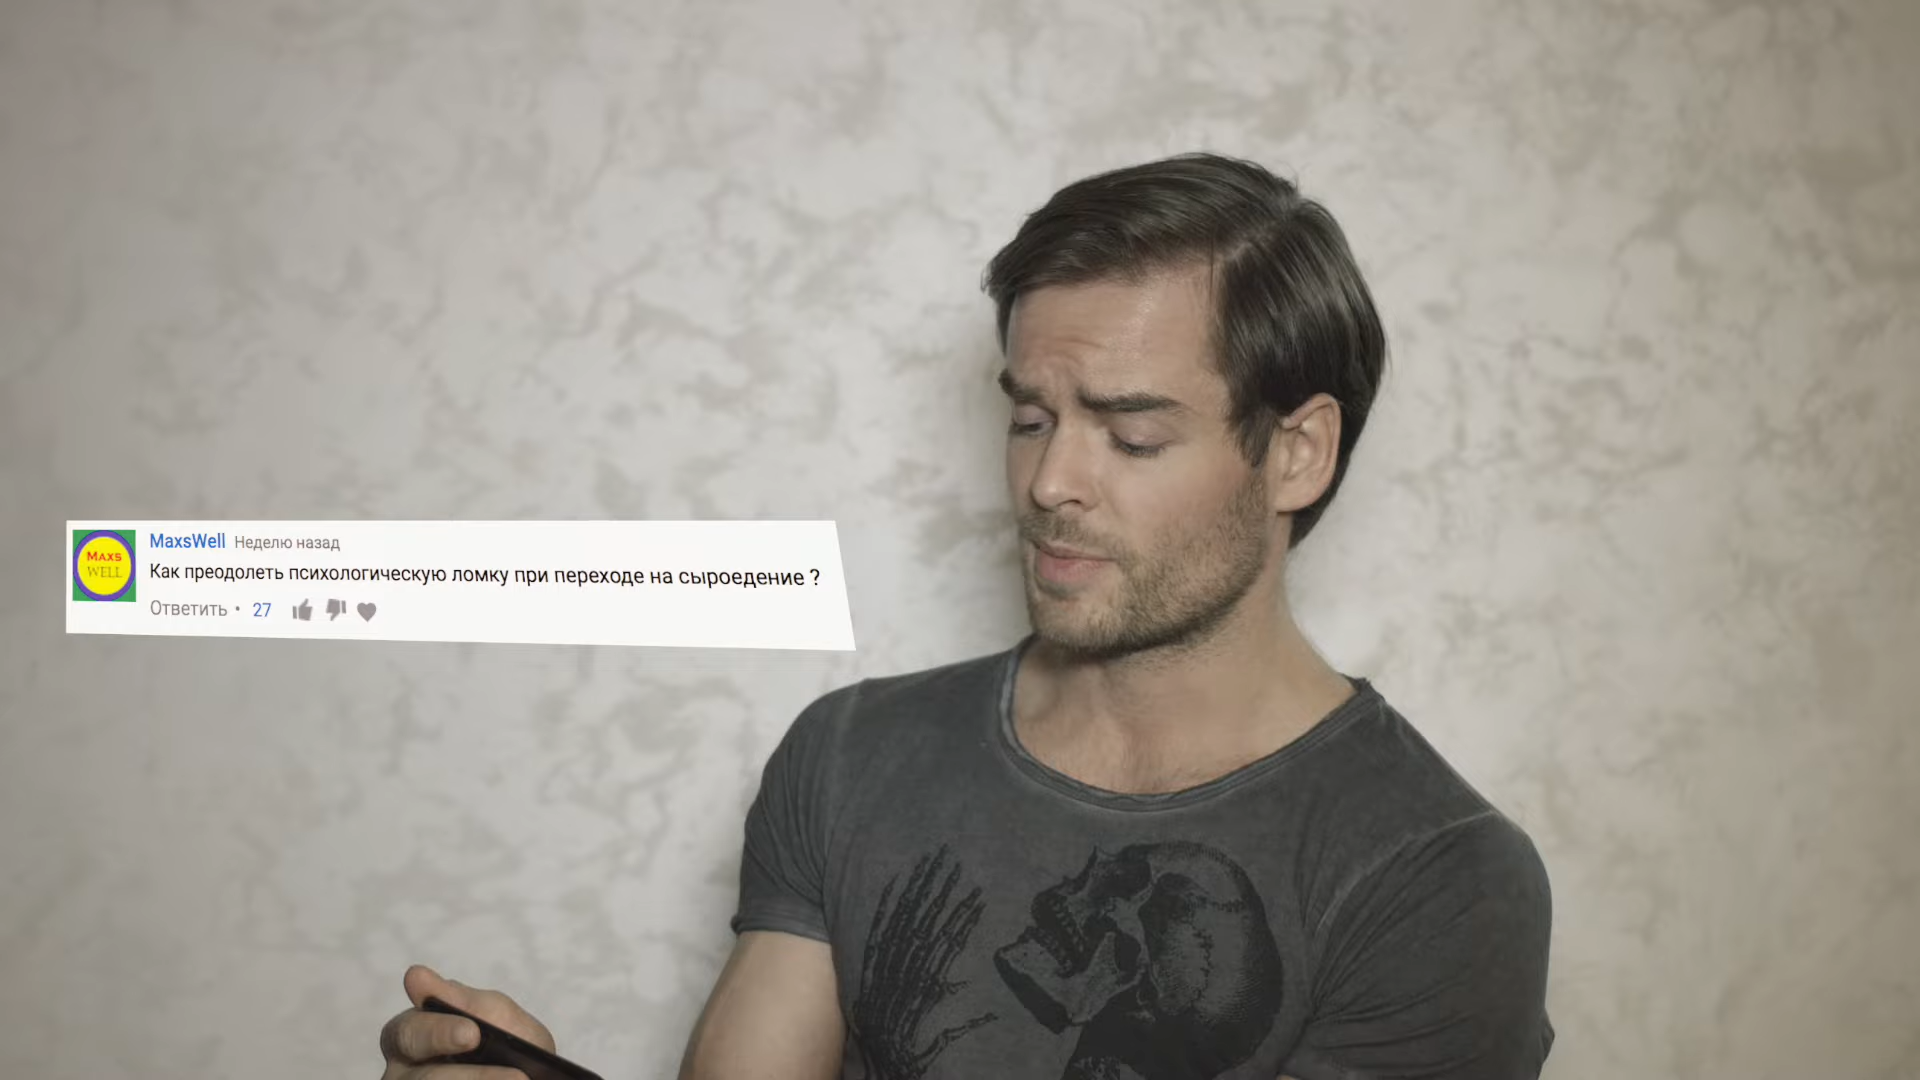 MAXS
WELL
MaxsWell Неделю назад
Как преодолеть психологическую ломку при переходе на сыроедение ?
Ответить • 27